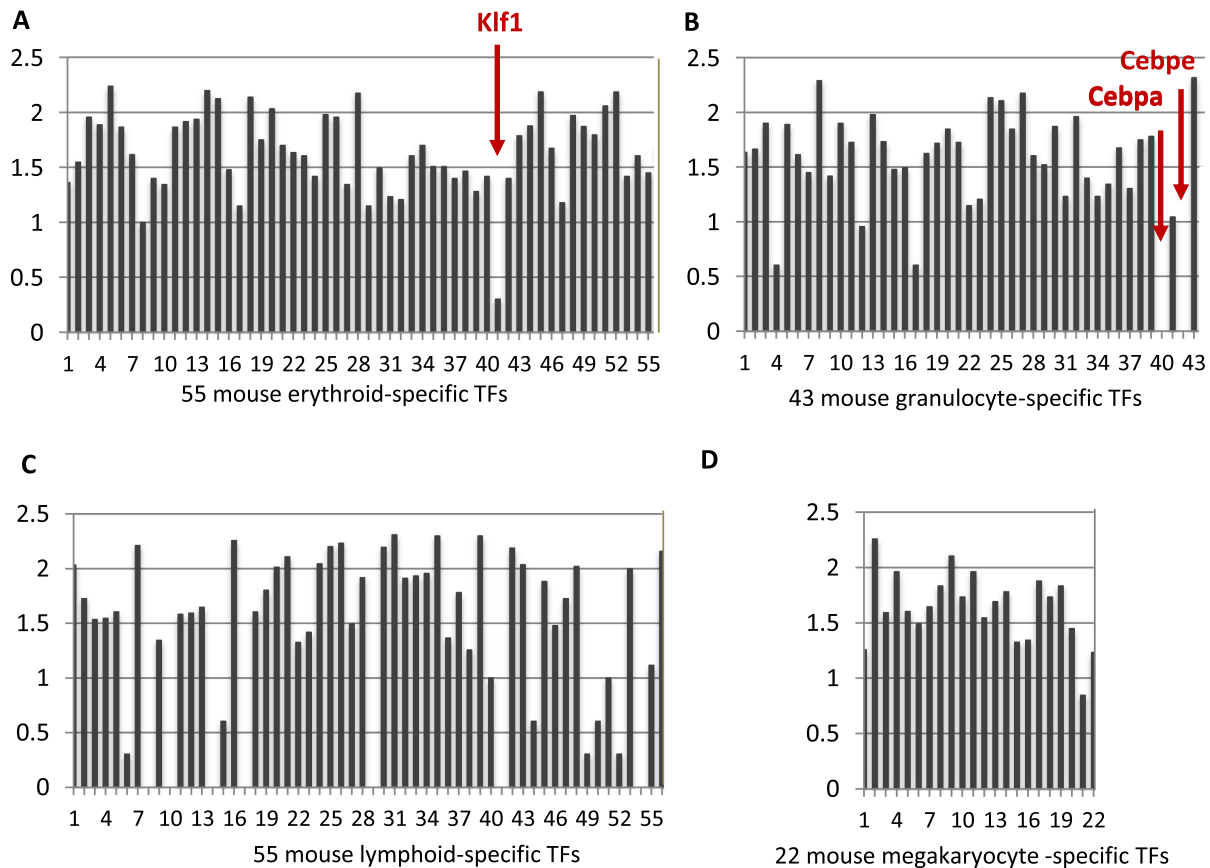 A
Klf1
2.5
2
1.5
1
0.5
0
1 4 7 10 13 16 19 22 25 28 31 34 37 40 43 46 49 52 55
55 mouse erythroid-specific TFs
B
Cebpe
Cebpa
2.5
2
1.5
1
0.5
0
1 4 7 10 13 16 19 22 25 28 31 34 37 40 43
43 mouse granulocyte-specific TFs
C
2.5
2
1.5
1
0.5
0
1 4 7 10 13 16 19 22 25 28 31 34 37 40 43 46 49 52 55
55 mouse lymphoid-specific TFs
D
2.5
2
1.5
1
0.5
0
1 4 7 10 13 16 19 22
22 mouse megakaryocyte -specific TFs